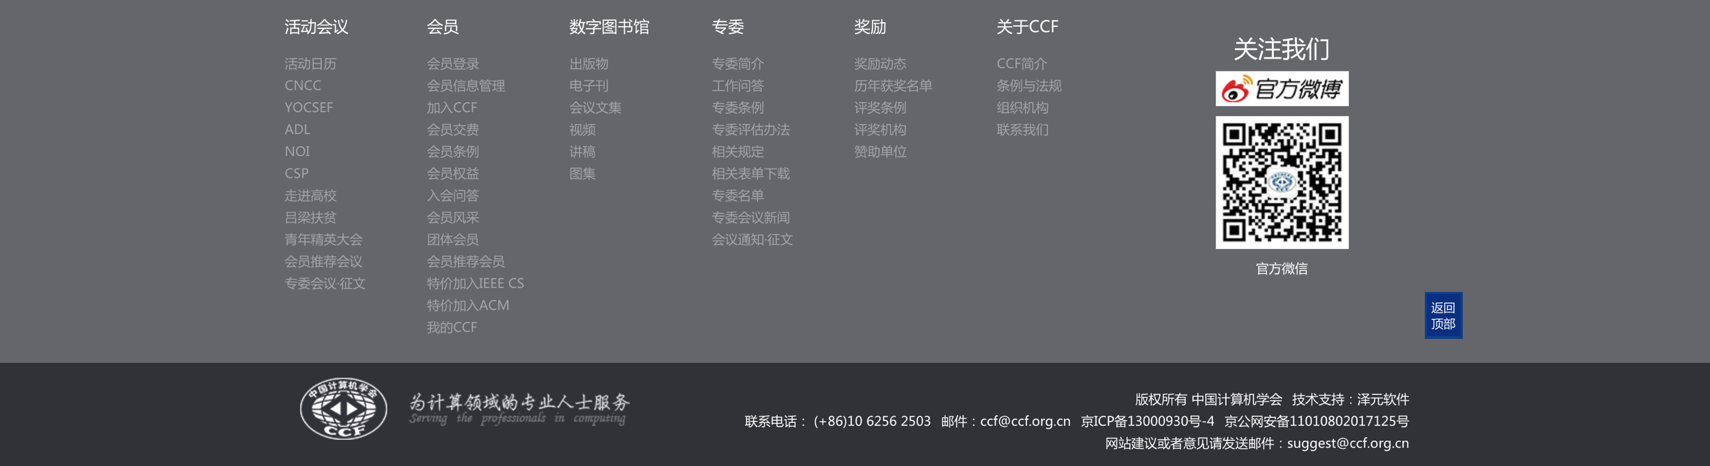 活动会议
活动日历
CNCC
YOCSEF
ADL
NOI
CSP
走进高校
吕梁扶贫
青年精英大会
会员推荐会议
专委会议·征文
会员
会员登录
会员信息管理
加入CCF
会员交费
会员条例
会员权益
入会问答
会员风采
团体会员
会员推荐会员
特价加入IEEE CS
特价加入ACM
我的CCF
数字图书馆
出版物
电子刊
会议文集
视频
讲稿
图集
专委
专委简介
工作问答
专委条例
专委评估办法
相关规定
相关表单下载
专委名单
专委会议新闻
会议通知·征文
奖励
奖励动态
历年获奖名单
评奖条例
评奖机构
赞助单位
关于CCF
CCF简介
条例与法规
组织机构
联系我们
关注我们
官方微博
官方微信
返回
顶部
中国计算机学会
CCF
为计算领域的专业人士服务
Serving the professionals in computing
版权所有 中国计算机学会 技术支持：泽元软件
联系电话： (+86)10 6256 2503 邮件：ccf@ccf.org.cn 京ICP备13000930号-4 京公网安备11010802017125号
网站建议或者意见请发送邮件：suggest@ccf.org.cn